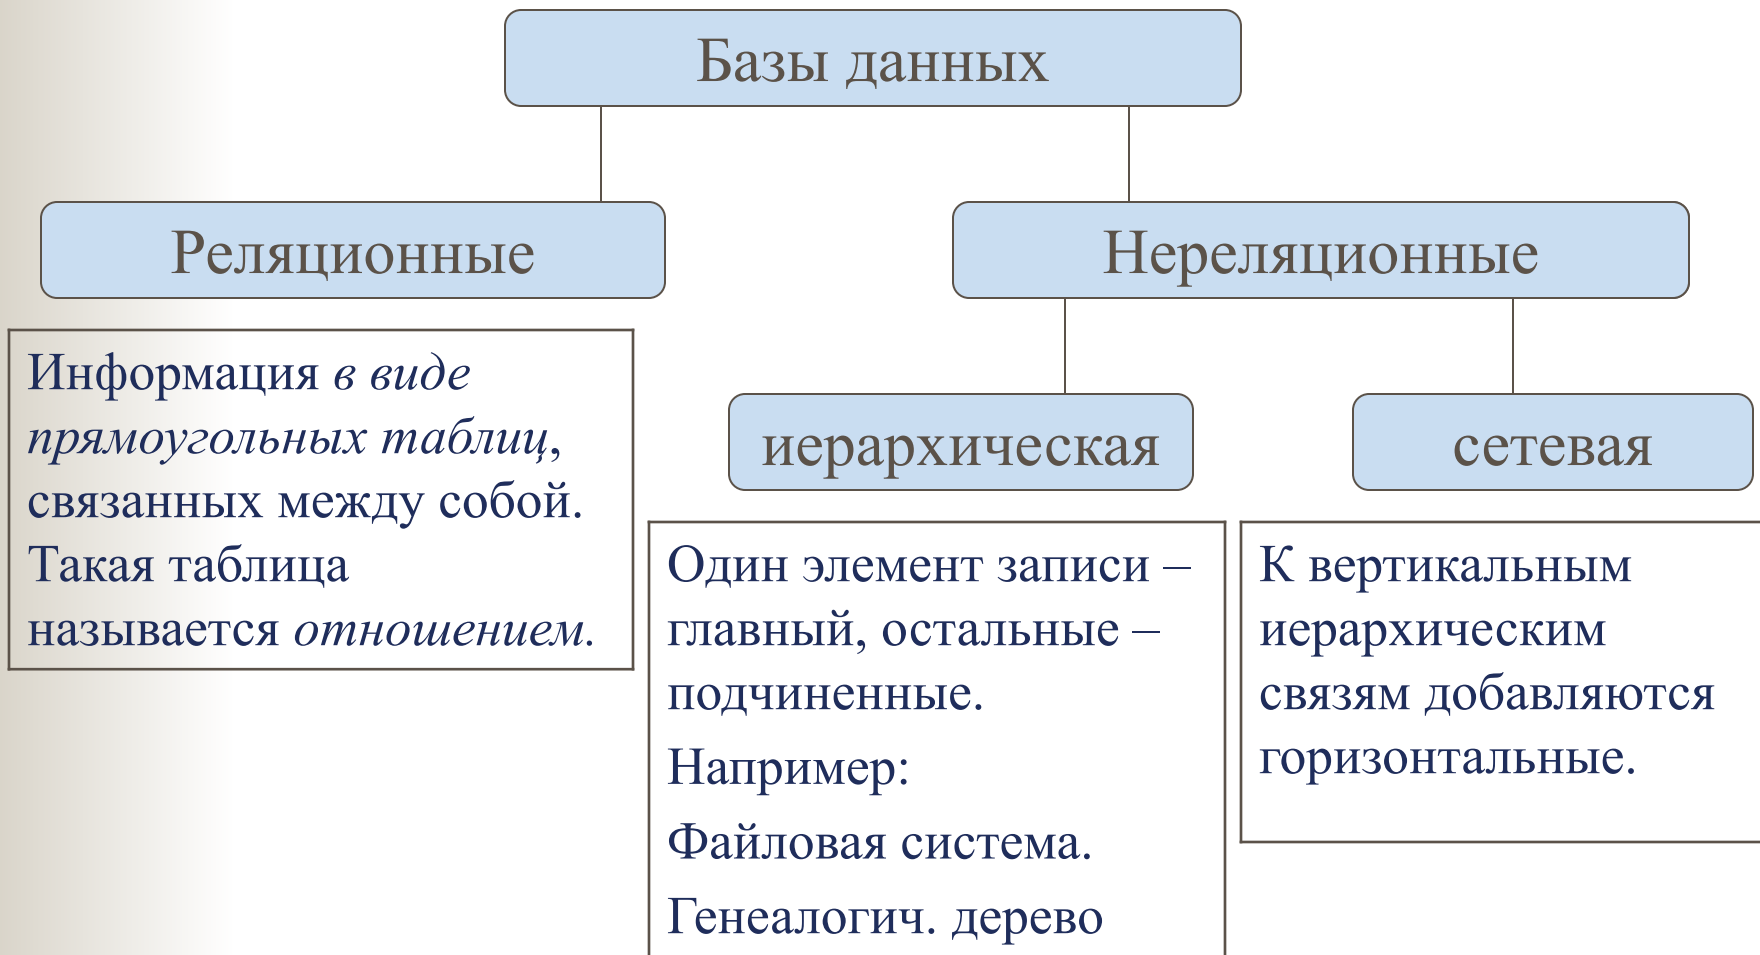 Базы данных
Реляционные
Нереляционные
Информация в виде
прямоугольных таблиц,
связанных между собой.
Такая таблица
называется отношением.
иерархическая
сетевая
Один элемент записи –
главный, остальные –
подчиненные.
Например:
Файловая система.
Генеалогич. дерево
К вертикальным
иерархическим
связям добавляются
горизонтальные.